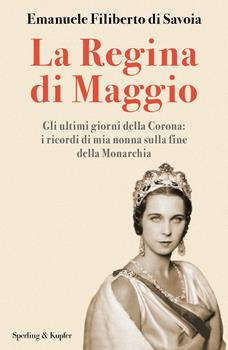 Emanuele Filiberto di Savoia
La Regina
di Maggio
Gli ultimi giorni della Corona:
i ricordi di mia nonna sulla fine
della Monarchia
Sperling & Kupfer